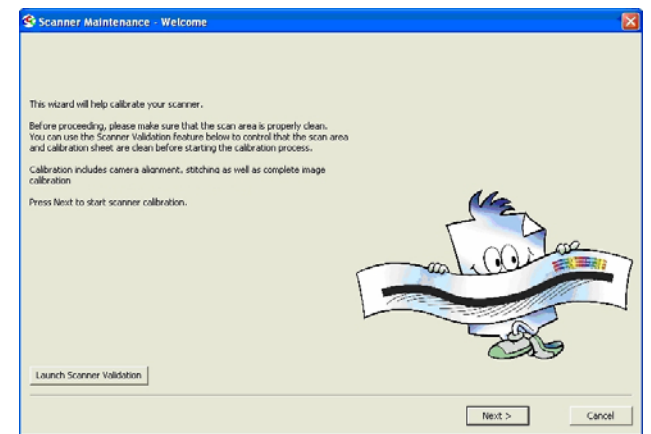 Scanner Maintenance - Welcome
This wizard will help calibrate your scanner.
Before proceeding, please make sure that the scan area is properly clean.
You can use the Scanner Validation feature below to control that the scan area
and calibration sheet are clean before starting the calibration process.
Calibration includes camera alignment, stitching as well as complete image
calibration
Press Next to start scanner calibration.
Launch Scanner Validation
Next >
Cancel